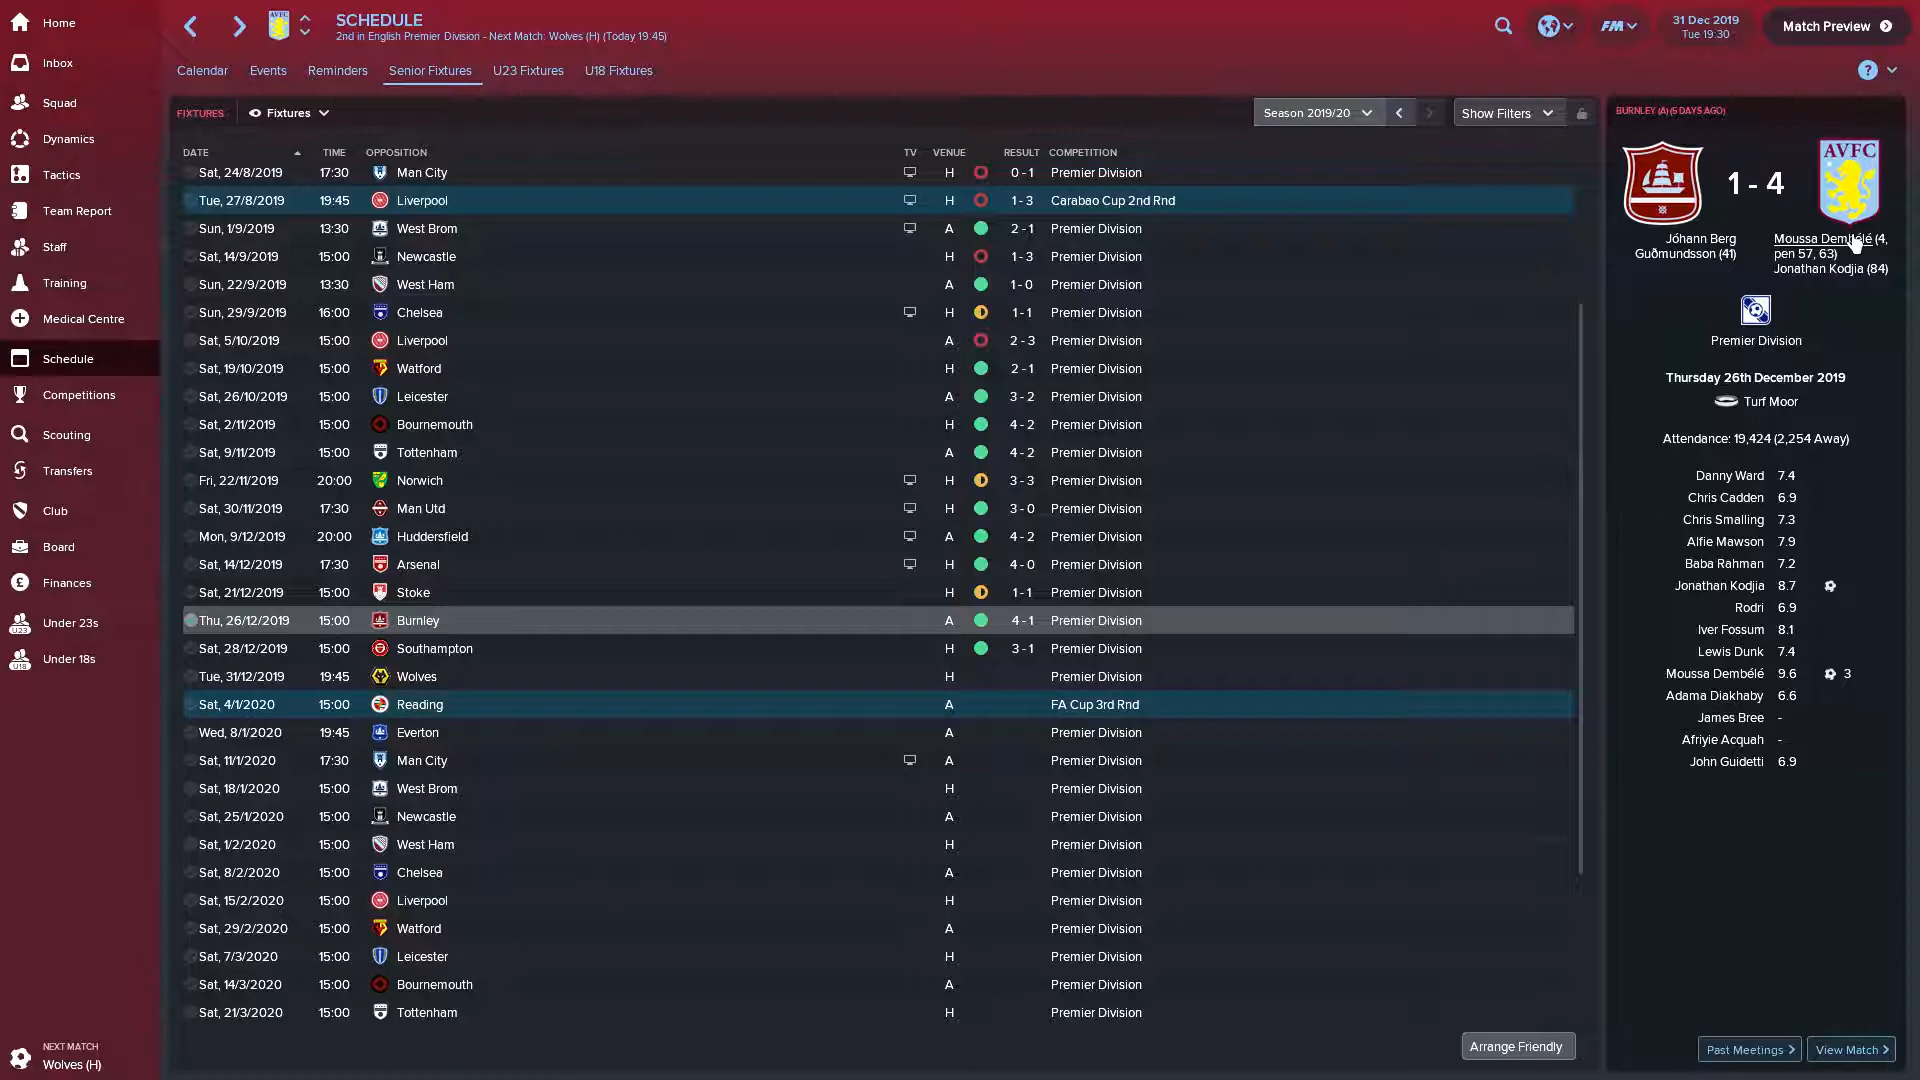 Home
Inbox
Squad
Dynamics
Tactics
Team Report
Staff
Training
Medical Centre
Schedule
Competitions
Scouting
Transfers
Club
Board
Finances
Under 23s
Under 18s
NEXT MATCH
Wolves (H)
AVFC
SCHEDULE
2nd in English Premier Division - Next Match: Wolves (H) (Today 19:45)
FM
31 Dec 2019
Tue 19:30
Match Preview
Calendar Events Reminders Senior Fixtures U23 Fixtures U18 Fixtures
?
FIXTURES Fixtures Season 2019/20 Show Filters
DATE TIME OPPOSITION TV VENUE RESULT COMPETITION
Sat, 24/8/2019 17:30 Man City H 0 - 1 Premier Division
Tue, 27/8/2019 19:45 Liverpool H 1 - 3 Carabao Cup 2nd Rnd
Sun, 1/9/2019 13:30 West Brom A 2 - 1 Premier Division
Sat, 14/9/2019 15:00 Newcastle H 1 - 3 Premier Division
Sun, 22/9/2019 13:30 West Ham A 1 - 0 Premier Division
Sun, 29/9/2019 16:00 Chelsea H 1 - 1 Premier Division
Sat, 5/10/2019 15:00 Liverpool A 2 - 3 Premier Division
Sat, 19/10/2019 15:00 Watford H 2 - 1 Premier Division
Sat, 26/10/2019 15:00 Leicester A 3 - 2 Premier Division
Sat, 2/11/2019 15:00 Bournemouth H 4 - 2 Premier Division
Sat, 9/11/2019 15:00 Tottenham A 4 - 2 Premier Division
Fri, 22/11/2019 20:00 Norwich H 3 - 3 Premier Division
Sat, 30/11/2019 17:30 Man Utd H 3 - 0 Premier Division
Mon, 9/12/2019 20:00 Huddersfield A 4 - 2 Premier Division
Sat, 14/12/2019 17:30 Arsenal H 4 - 0 Premier Division
Sat, 21/12/2019 15:00 Stoke H 1 - 1 Premier Division
Thu, 26/12/2019 15:00 Burnley A 4 - 1 Premier Division
Sat, 28/12/2019 15:00 Southampton H 3 - 1 Premier Division
Tue, 31/12/2019 19:45 Wolves H Premier Division
Sat, 4/1/2020 15:00 Reading A FA Cup 3rd Rnd
Wed, 8/1/2020 19:45 Everton A Premier Division
Sat, 11/1/2020 17:30 Man City A Premier Division
Sat, 18/1/2020 15:00 West Brom H Premier Division
Sat, 25/1/2020 15:00 Newcastle A Premier Division
Sat, 1/2/2020 15:00 West Ham H Premier Division
Sat, 8/2/2020 15:00 Chelsea A Premier Division
Sat, 15/2/2020 15:00 Liverpool H Premier Division
Sat, 29/2/2020 15:00 Watford A Premier Division
Sat, 7/3/2020 15:00 Leicester H Premier Division
Sat, 14/3/2020 15:00 Bournemouth A Premier Division
Sat, 21/3/2020 15:00 Tottenham H Premier Division
Arrange Friendly
BURNLEY (A) (5 DAYS AGO)
AVFC
1 - 4
Jóhann Berg
Guðmundsson (41)
Moussa Dembélé (4,
pen 57, 63)
Jonathan Kodjia (84)
Premier Division
Thursday 26th December 2019
Turf Moor
Attendance: 19,424 (2,254 Away)
Danny Ward 7.4
Chris Cadden 6.9
Chris Smalling 7.3
Alfie Mawson 7.9
Baba Rahman 7.2
Jonathan Kodjia 8.7
Rodri 6.9
Iver Fossum 8.1
Lewis Dunk 7.4
Moussa Dembélé 9.6 3
Adama Diakhaby 6.6
James Bree -
Afriyie Acquah -
John Guidetti 6.9
Past Meetings View Match